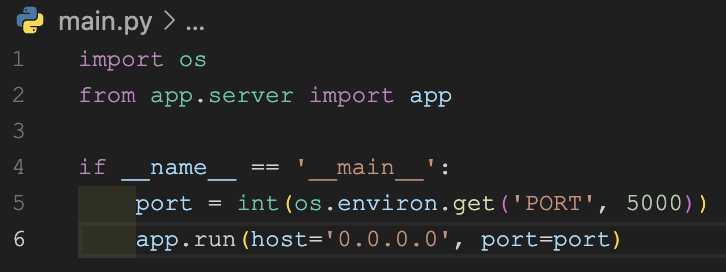 main.py > ...
1 import os
2 from app.server import app
3
4 if __name__ == '__main__':
5     port = int(os.environ.get('PORT', 5000))
6     app.run(host='0.0.0.0', port=port)